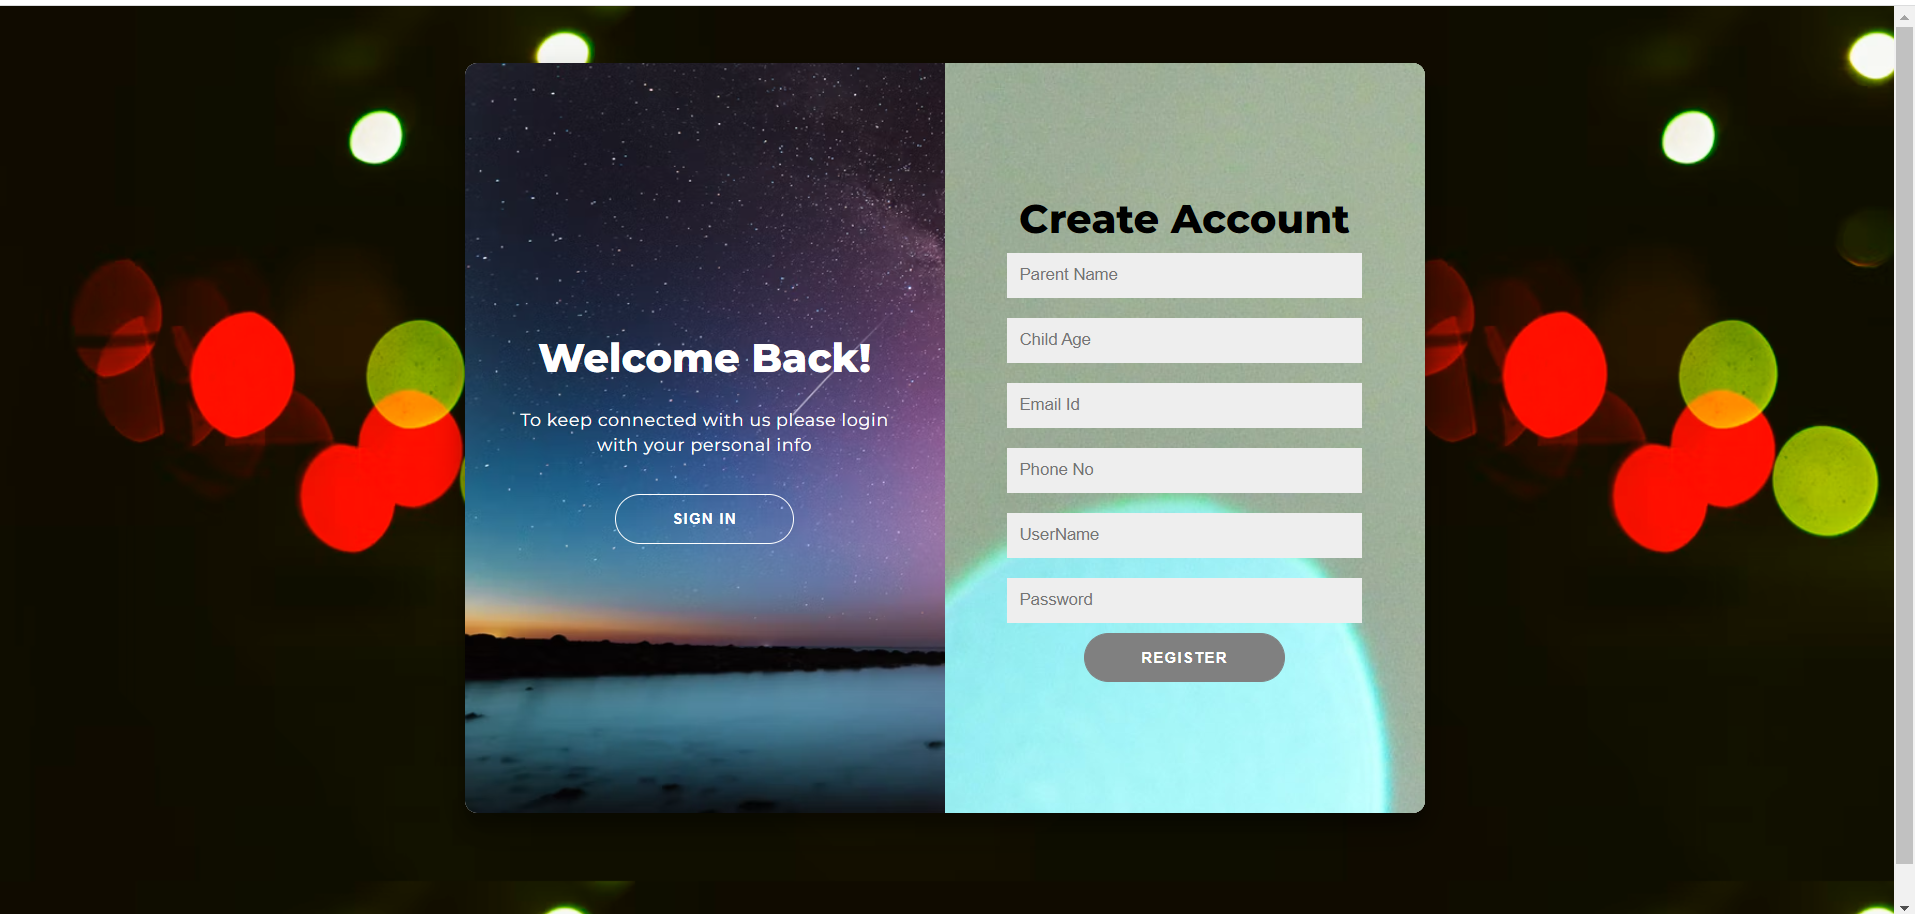 Welcome Back!
To keep connected with us please login
with your personal info
SIGN IN
Create Account
Parent Name
Child Age
Email Id
Phone No
UserName
Password
REGISTER